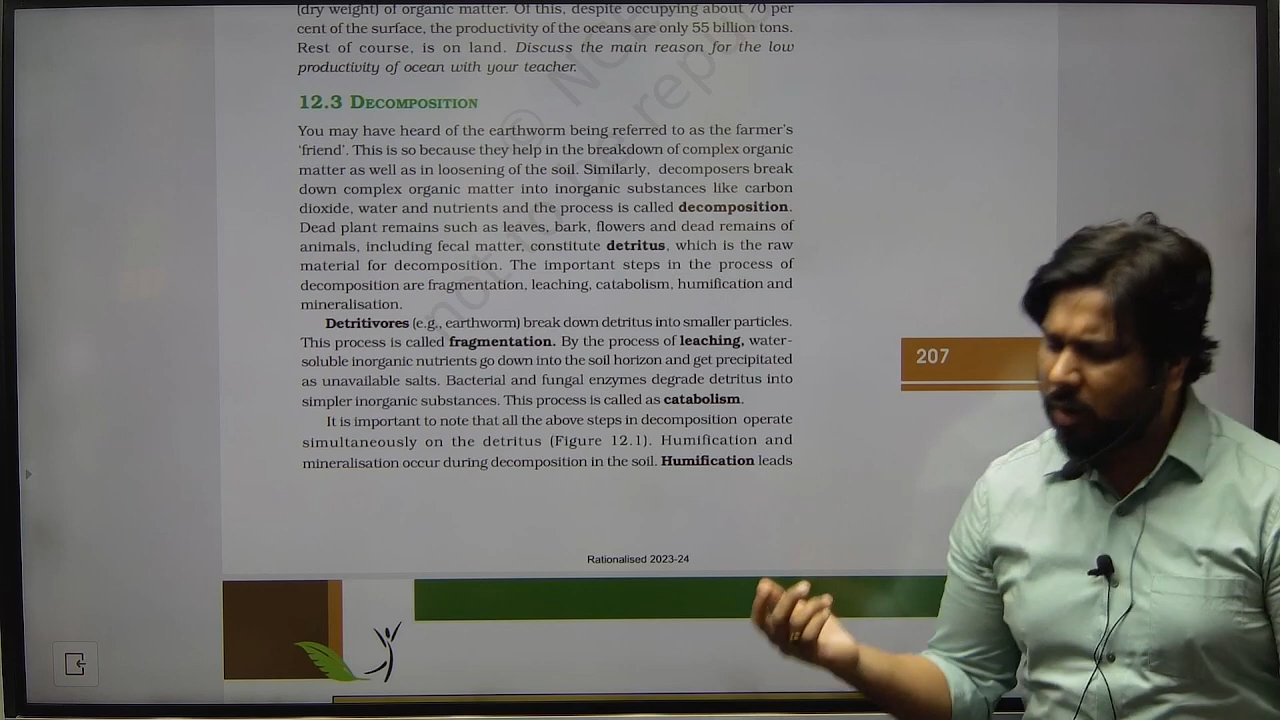 (dry weight) of organic matter. Of this, despite occupying about 70 per
cent of the surface, the productivity of the oceans are only 55 billion tons.
Rest of course, is on land. Discuss the main reason for the low
productivity of ocean with your teacher.
12.3 DECOMPOSITION
You may have heard of the earthworm being referred to as the farmer's
'friend'. This is so because they help in the breakdown of complex organic
matter as well as in loosening of the soil. Similarly, decomposers break
down complex organic matter into inorganic substances like carbon
dioxide, water and nutrients and the process is called decomposition.
Dead plant remains such as leaves, bark, flowers and dead remains of
animals, including fecal matter, constitute detritus, which is the raw
material for decomposition. The important steps in the process of
decomposition are fragmentation, leaching, catabolism, humification and
mineralisation.
Detritivores (e.g., earthworm) break down detritus into smaller particles.
This process is called fragmentation. By the process of leaching, water-
soluble inorganic nutrients go down into the soil horizon and get precipitated
as unavailable salts. Bacterial and fungal enzymes degrade detritus into
simpler inorganic substances. This process is called as catabolism.
It is important to note that all the above steps in decomposition operate
simultaneously on the detritus (Figure 12.1). Humification and
mineralisation occur during decomposition in the soil. Humification leads
207
Rationalised 2023-24